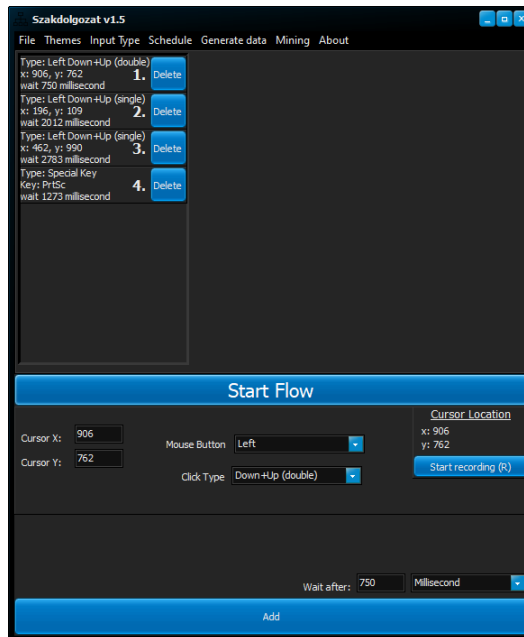 Szakdolgozat v1.5
File Themes Input Type Schedule Generate data Mining About
Type: Left Down+Up (double)
x: 906, y: 762
wait 750 millisecond
1. Delete
Type: Left Down+Up (single)
x: 196, y: 109
wait 2012 millisecond
2. Delete
Type: Left Down+Up (single)
x: 462, y: 990
wait 2783 millisecond
3. Delete
Type: Special Key
Key: PrtSc
wait 1273 millisecond
4. Delete
Start Flow
Cursor X: 906
Cursor Y: 762
Mouse Button Left
Click Type Down+Up (double)
Cursor Location
x: 906
y: 762
Start recording (R)
Wait after: 750 Millisecond
Add